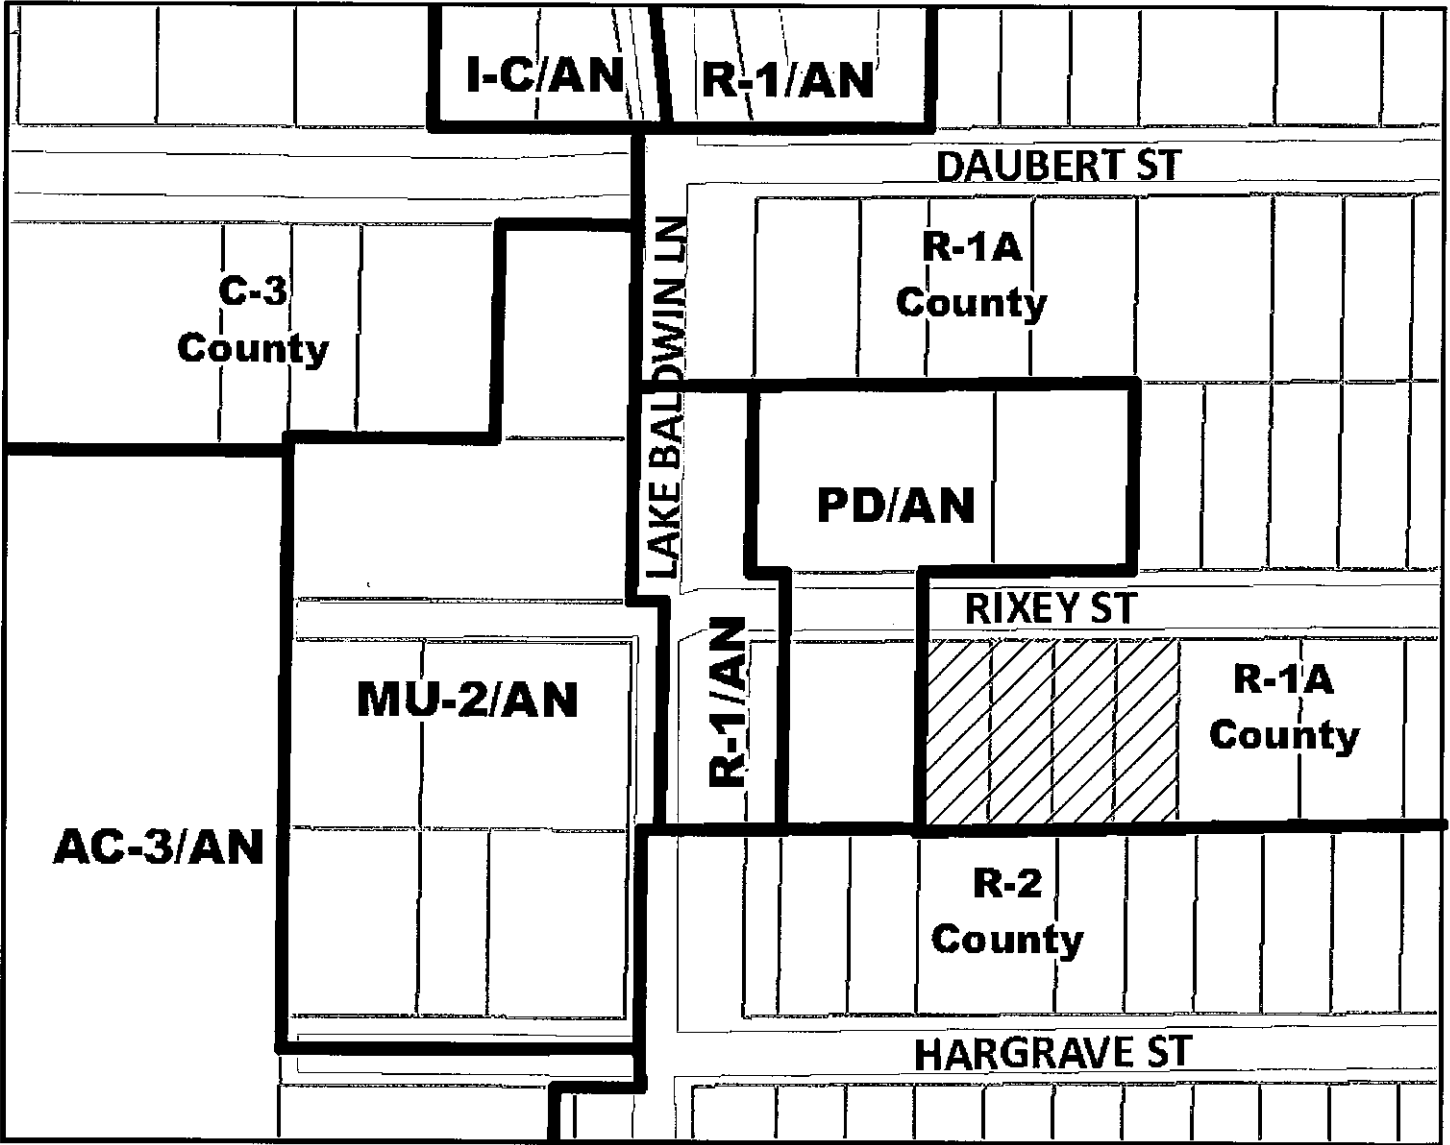 I-C/AN
R-1/AN
DAUBERT ST
C-3
County
LAKE BALDWIN LN
R-1A
County
PD/AN
RIXEY ST
MU-2/AN
R-1/AN
R-1A
County
AC-3/AN
R-2
County
HARGRAVE ST